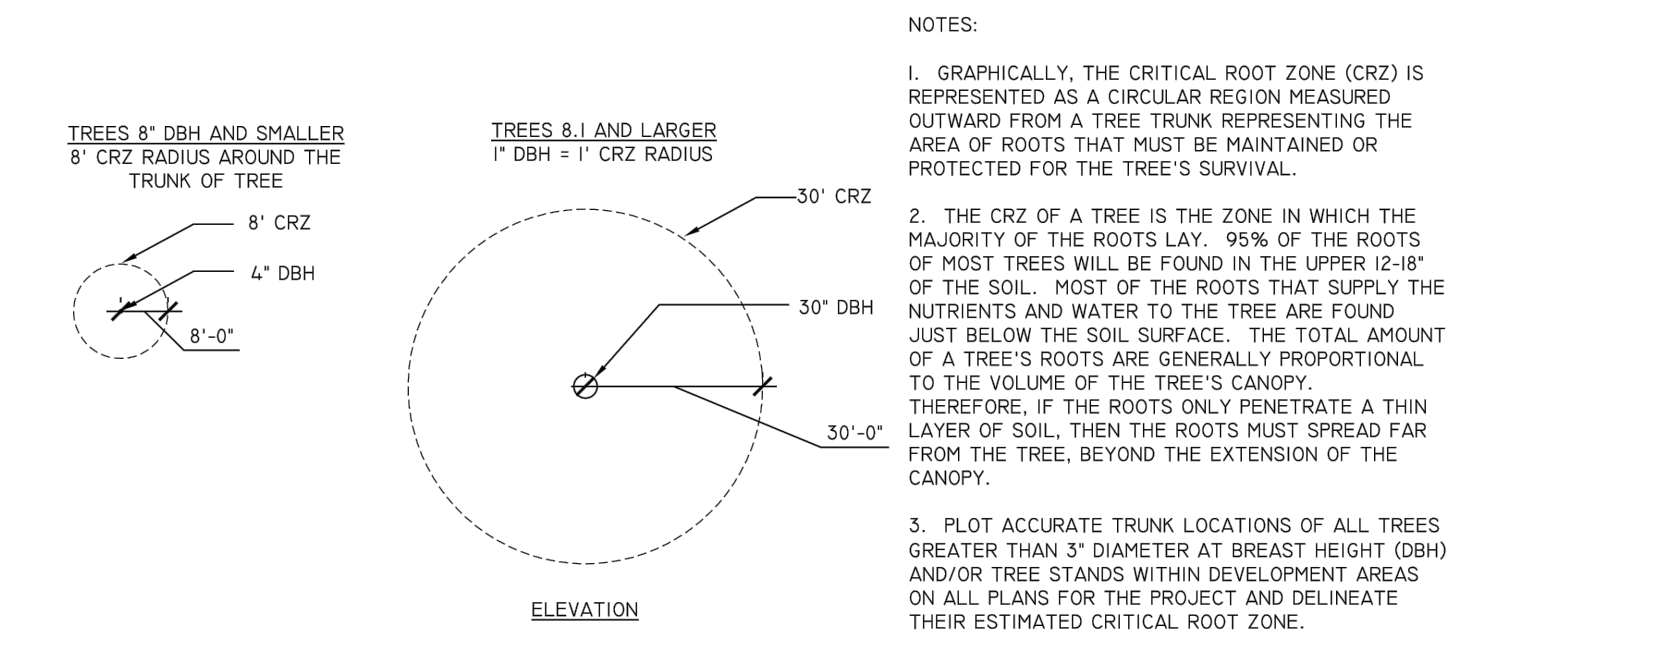 TREES 8" DBH AND SMALLER
8' CRZ RADIUS AROUND THE
TRUNK OF TREE
8' CRZ
4" DBH
8'-0"
TREES 8.1 AND LARGER
1" DBH = 1' CRZ RADIUS
30' CRZ
30" DBH
30'-0"
ELEVATION
NOTES:
1. GRAPHICALLY, THE CRITICAL ROOT ZONE (CRZ) IS
REPRESENTED AS A CIRCULAR REGION MEASURED
OUTWARD FROM A TREE TRUNK REPRESENTING THE
AREA OF ROOTS THAT MUST BE MAINTAINED OR
PROTECTED FOR THE TREE'S SURVIVAL.
2. THE CRZ OF A TREE IS THE ZONE IN WHICH THE
MAJORITY OF THE ROOTS LAY. 95% OF THE ROOTS
OF MOST TREES WILL BE FOUND IN THE UPPER 12-18"
OF THE SOIL. MOST OF THE ROOTS THAT SUPPLY THE
NUTRIENTS AND WATER TO THE TREE ARE FOUND
JUST BELOW THE SOIL SURFACE. THE TOTAL AMOUNT
OF A TREE'S ROOTS ARE GENERALLY PROPORTIONAL
TO THE VOLUME OF THE TREE'S CANOPY.
THEREFORE, IF THE ROOTS ONLY PENETRATE A THIN
LAYER OF SOIL, THEN THE ROOTS MUST SPREAD FAR
FROM THE TREE, BEYOND THE EXTENSION OF THE
CANOPY.
3. PLOT ACCURATE TRUNK LOCATIONS OF ALL TREES
GREATER THAN 3" DIAMETER AT BREAST HEIGHT (DBH)
AND/OR TREE STANDS WITHIN DEVELOPMENT AREAS
ON ALL PLANS FOR THE PROJECT AND DELINEATE
THEIR ESTIMATED CRITICAL ROOT ZONE.